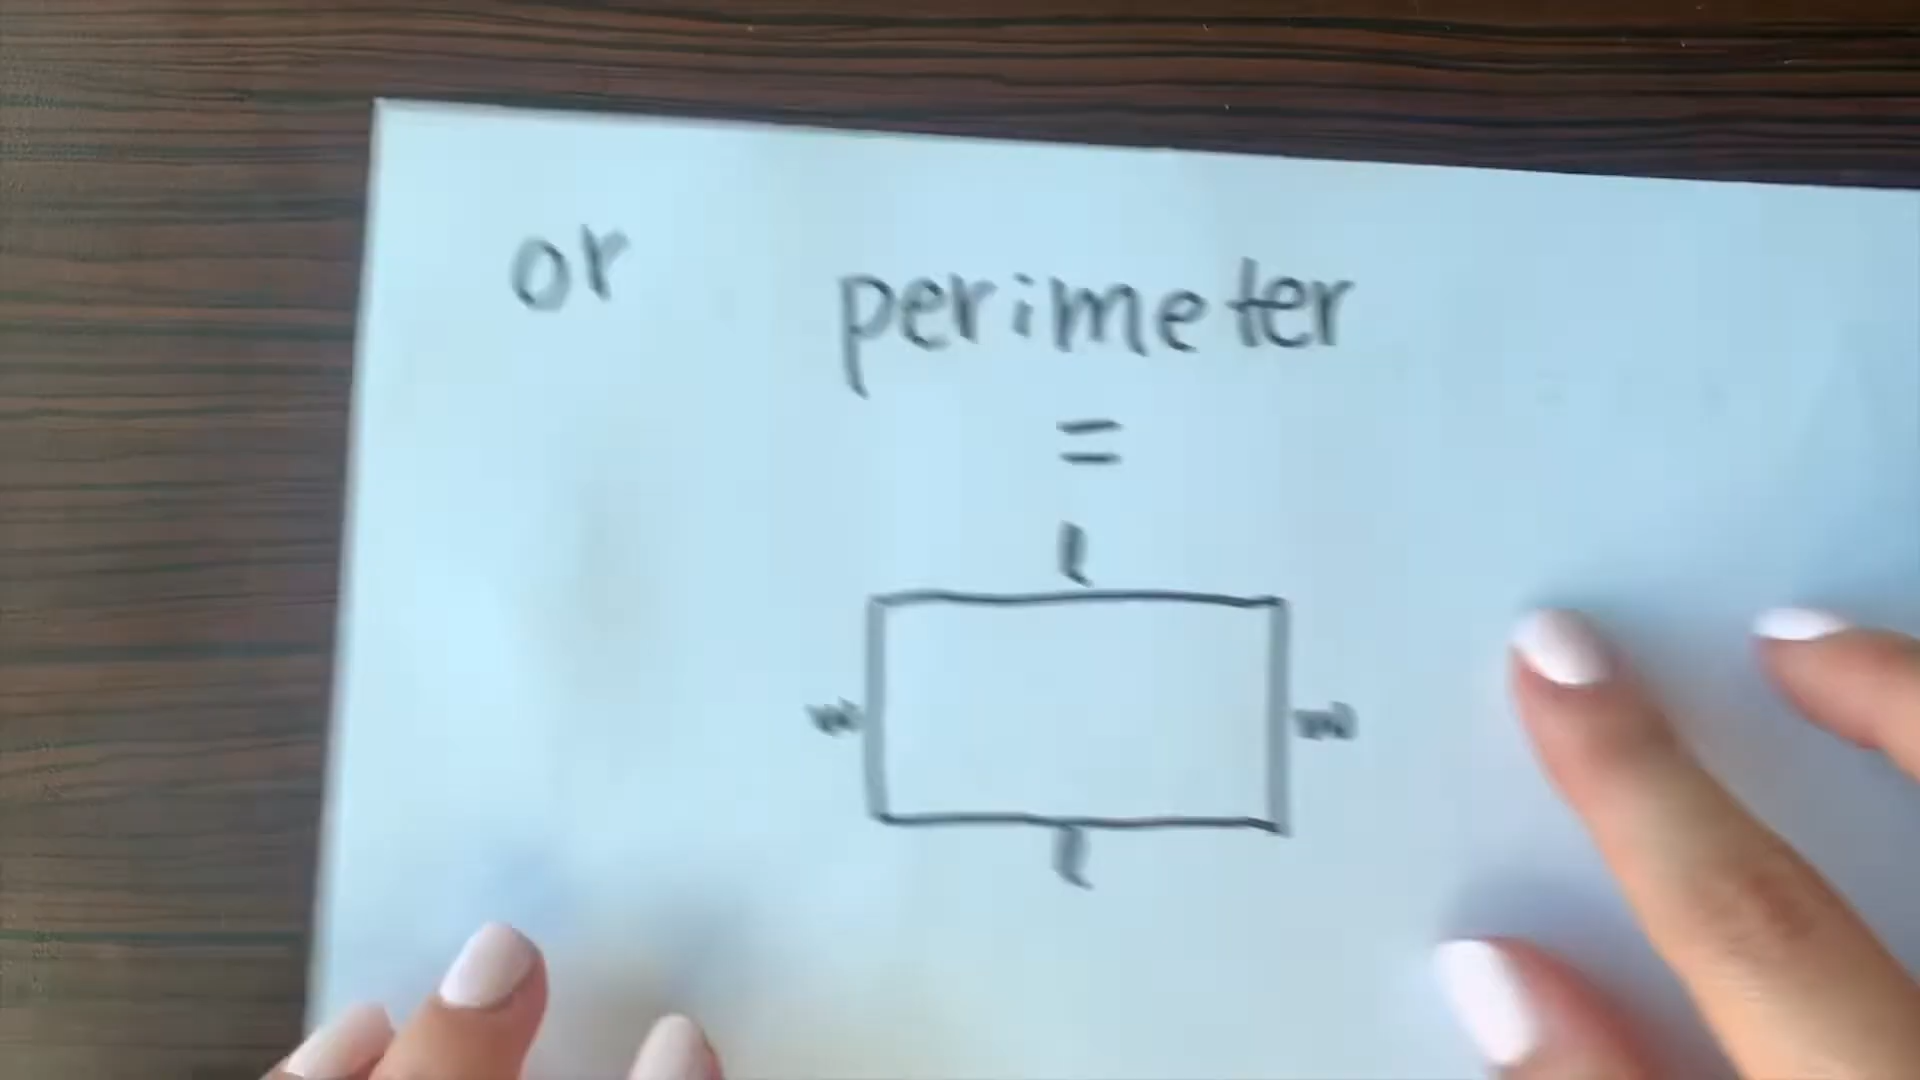 or perimeter
=
l
w w
l